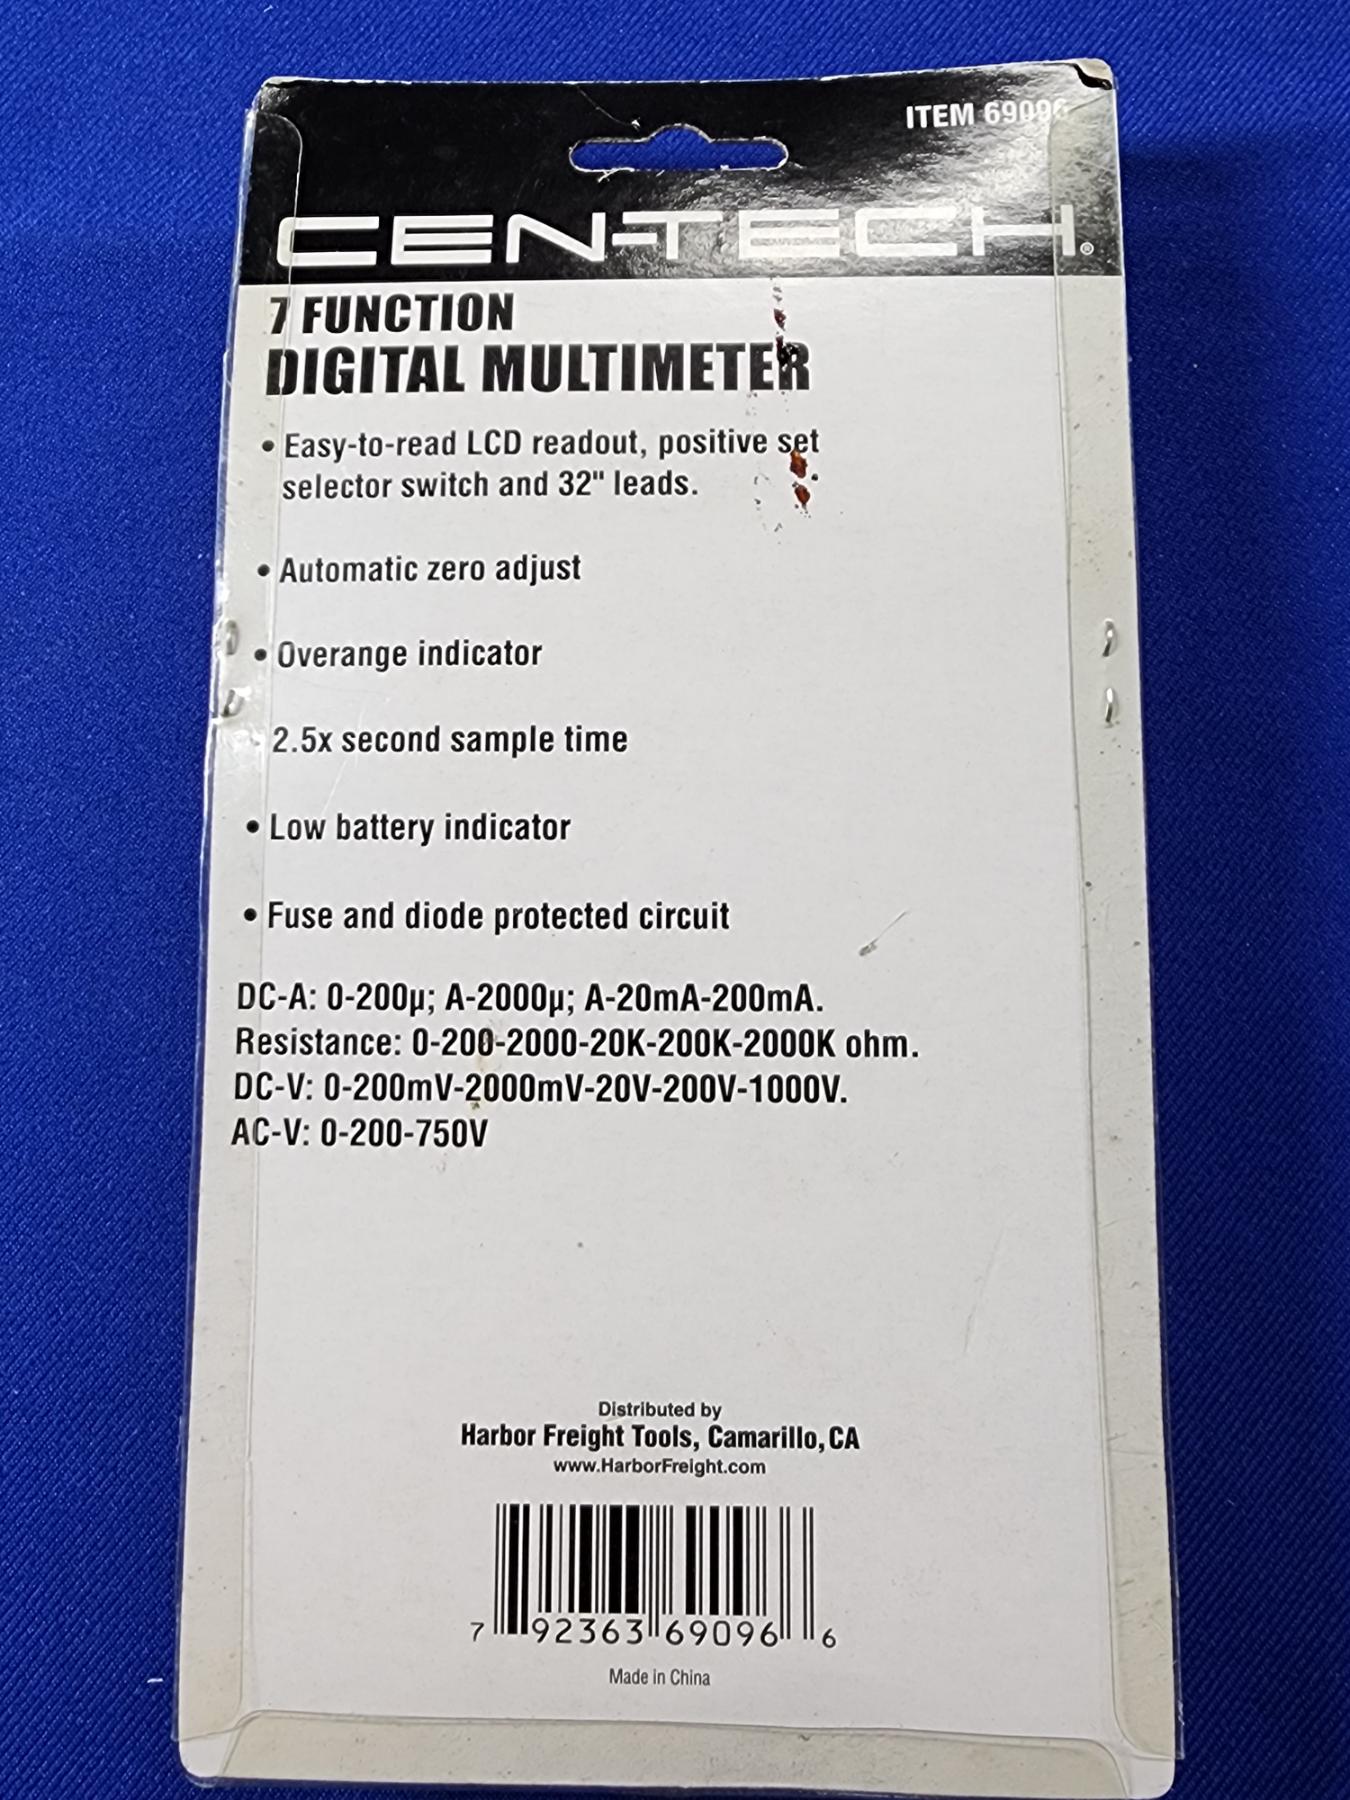 ITEM 69096
CEN-TECH®
7 FUNCTION
DIGITAL MULTIMETER
• Easy-to-read LCD readout, positive set
selector switch and 32" leads.
• Automatic zero adjust
• Overange indicator
2.5x second sample time
• Low battery indicator
• Fuse and diode protected circuit
DC-A: 0-200µ; A-2000µ; A-20mA-200mA.
Resistance: 0-200-2000-20K-200K-2000K ohm.
DC-V: 0-200mV-2000mV-20V-200V-1000V.
AC-V: 0-200-750V
Distributed by
Harbor Freight Tools, Camarillo, CA
www.HarborFreight.com
7 92363 69096 6
Made in China